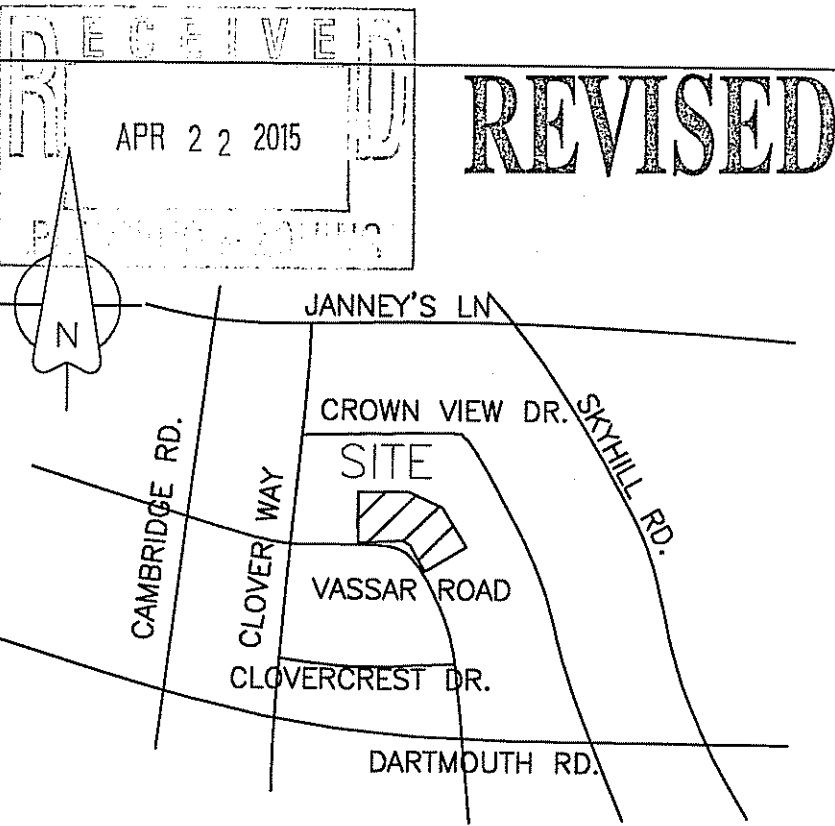 RECEIVED
APR 22 2015
REVISED
N
JANNEY'S LN
CROWN VIEW DR.
SKYHILL RD.
SITE
CAMBRIDGE RD.
CLOVER WAY
VASSAR ROAD
CLOVERCREST DR.
DARTMOUTH RD.